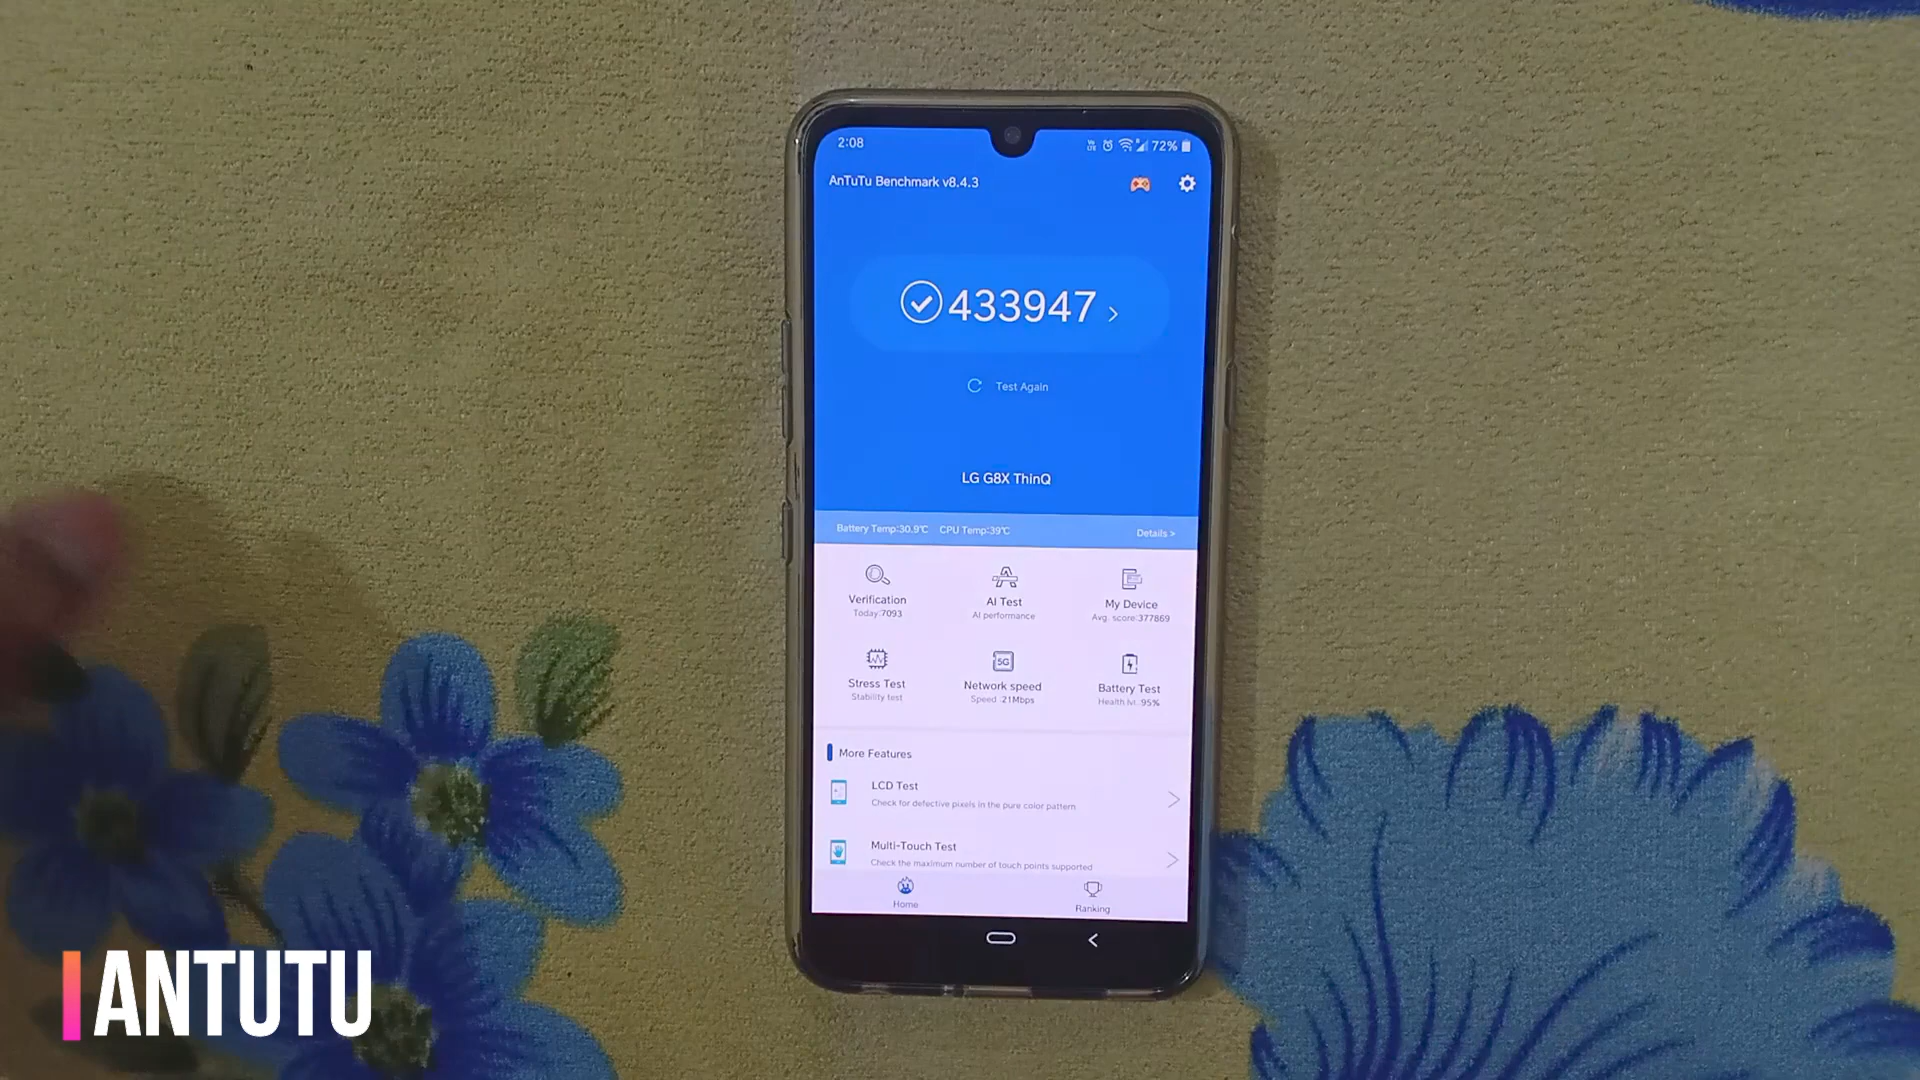 2:08
72%
AnTuTu Benchmark v8.4.3
433947
Test Again
LG G8X ThinQ
Battery Temp:30.9℃ CPU Temp:39℃ Details >
Verification
Today:7093
AI Test
AI performance
My Device
Avg. score:377869
Stress Test
Stability test
5G
Network speed
Speed :21Mbps
Battery Test
Health lvl.:95%
More Features
LCD Test
Check for defective pixels in the pure color pattern
Multi-Touch Test
Check the maximum number of touch points supported
Home
Ranking
ANTUTU